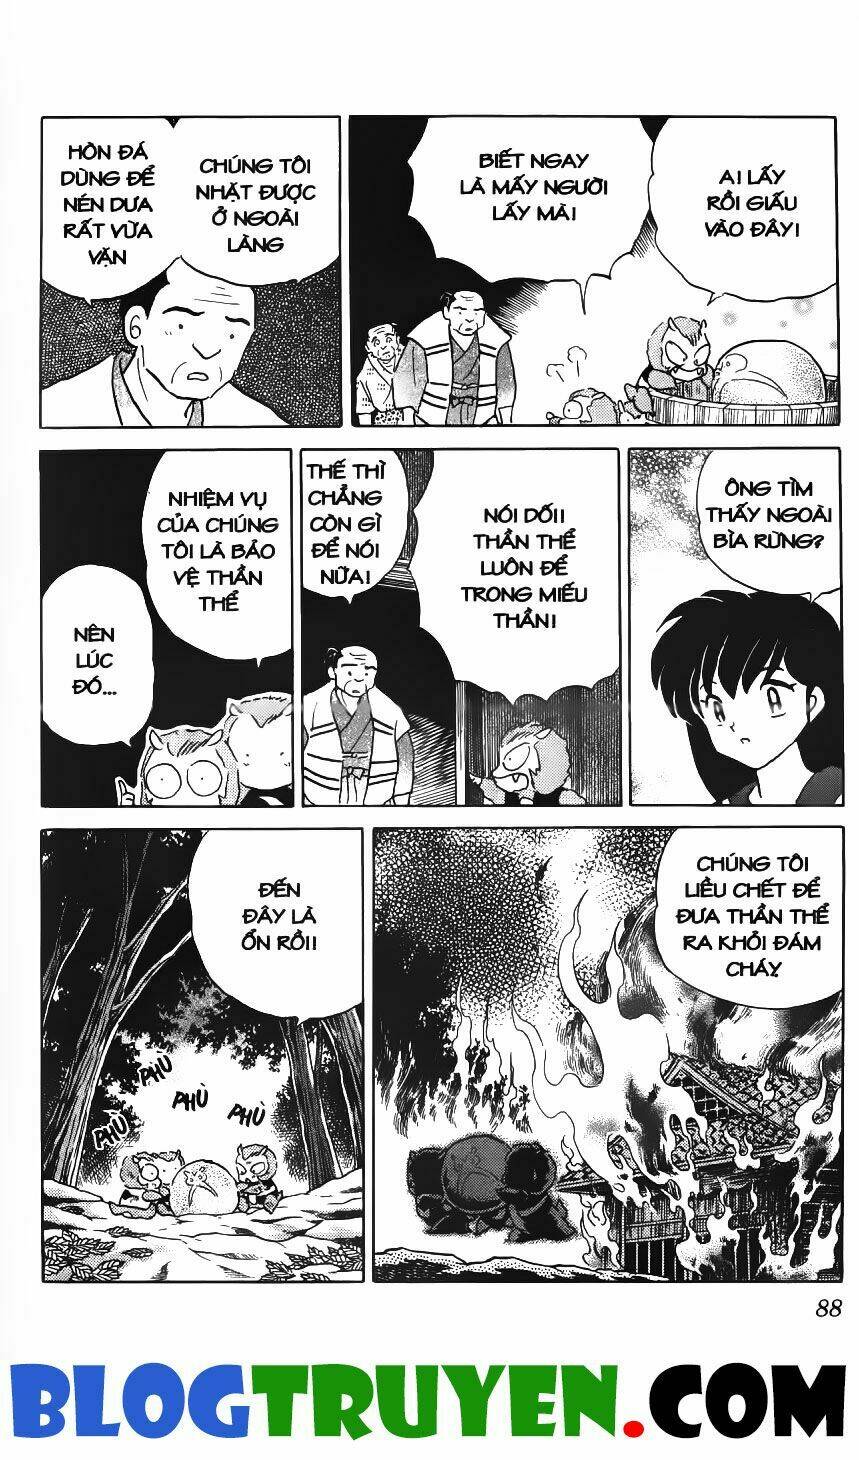 AI LẤY
RỒI GIẤU
VÀO ĐÂY!
BIẾT NGAY
LÀ MẤY NGƯỜI
LẤY MÀ!
CHÚNG TÔI
NHẶT ĐƯỢC
Ở NGOÀI
LÀNG
HÒN ĐÁ
DÙNG ĐỂ
NÉN DƯA
RẤT VỪA
VẶN
ÔNG TÌM
THẤY NGOÀI
BÌA RỪNG?
NÓI DỐI!
THẦN THỂ
LUÔN ĐỂ
TRONG MIẾU
THẦN!
THẾ THÌ
CHẲNG
CÒN GÌ
ĐỂ NÓI
NỮA!
NHIỆM VỤ
CỦA CHÚNG
TÔI LÀ BẢO
VỆ THẦN
THỂ
NÊN
LÚC
ĐÓ...
CHÚNG TÔI
LIỀU CHẾT ĐỂ
ĐƯA THẦN THỂ
RA KHỎI ĐÁM
CHÁY.
ĐẾN
ĐÂY LÀ
ỔN RỒI!
PHÙ
PHÙ
PHÙ
PHÙ
88
BLOGTRUYEN.COM